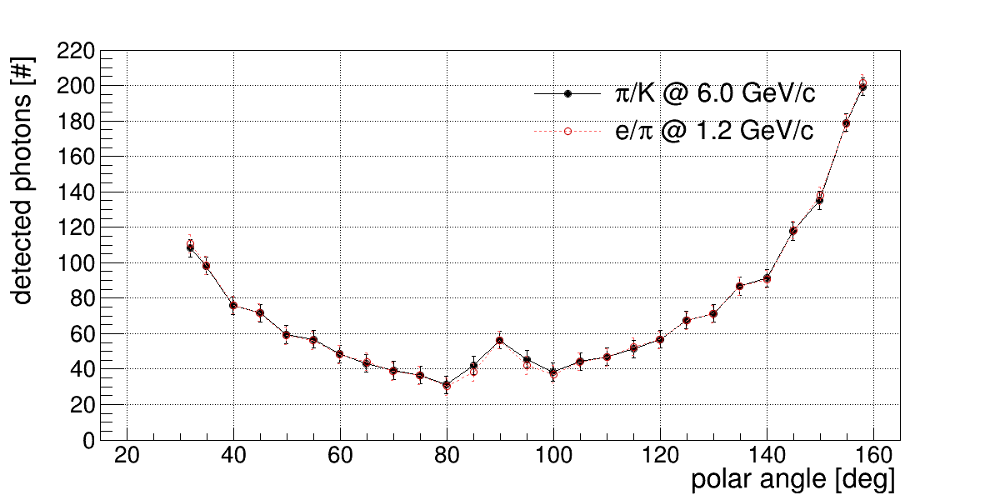 detected photons [#]
220
200
180
160
140
120
100
80
60
40
20
0
π/K @ 6.0 GeV/c
e/π @ 1.2 GeV/c
20 40 60 80 100 120 140 160
polar angle [deg]